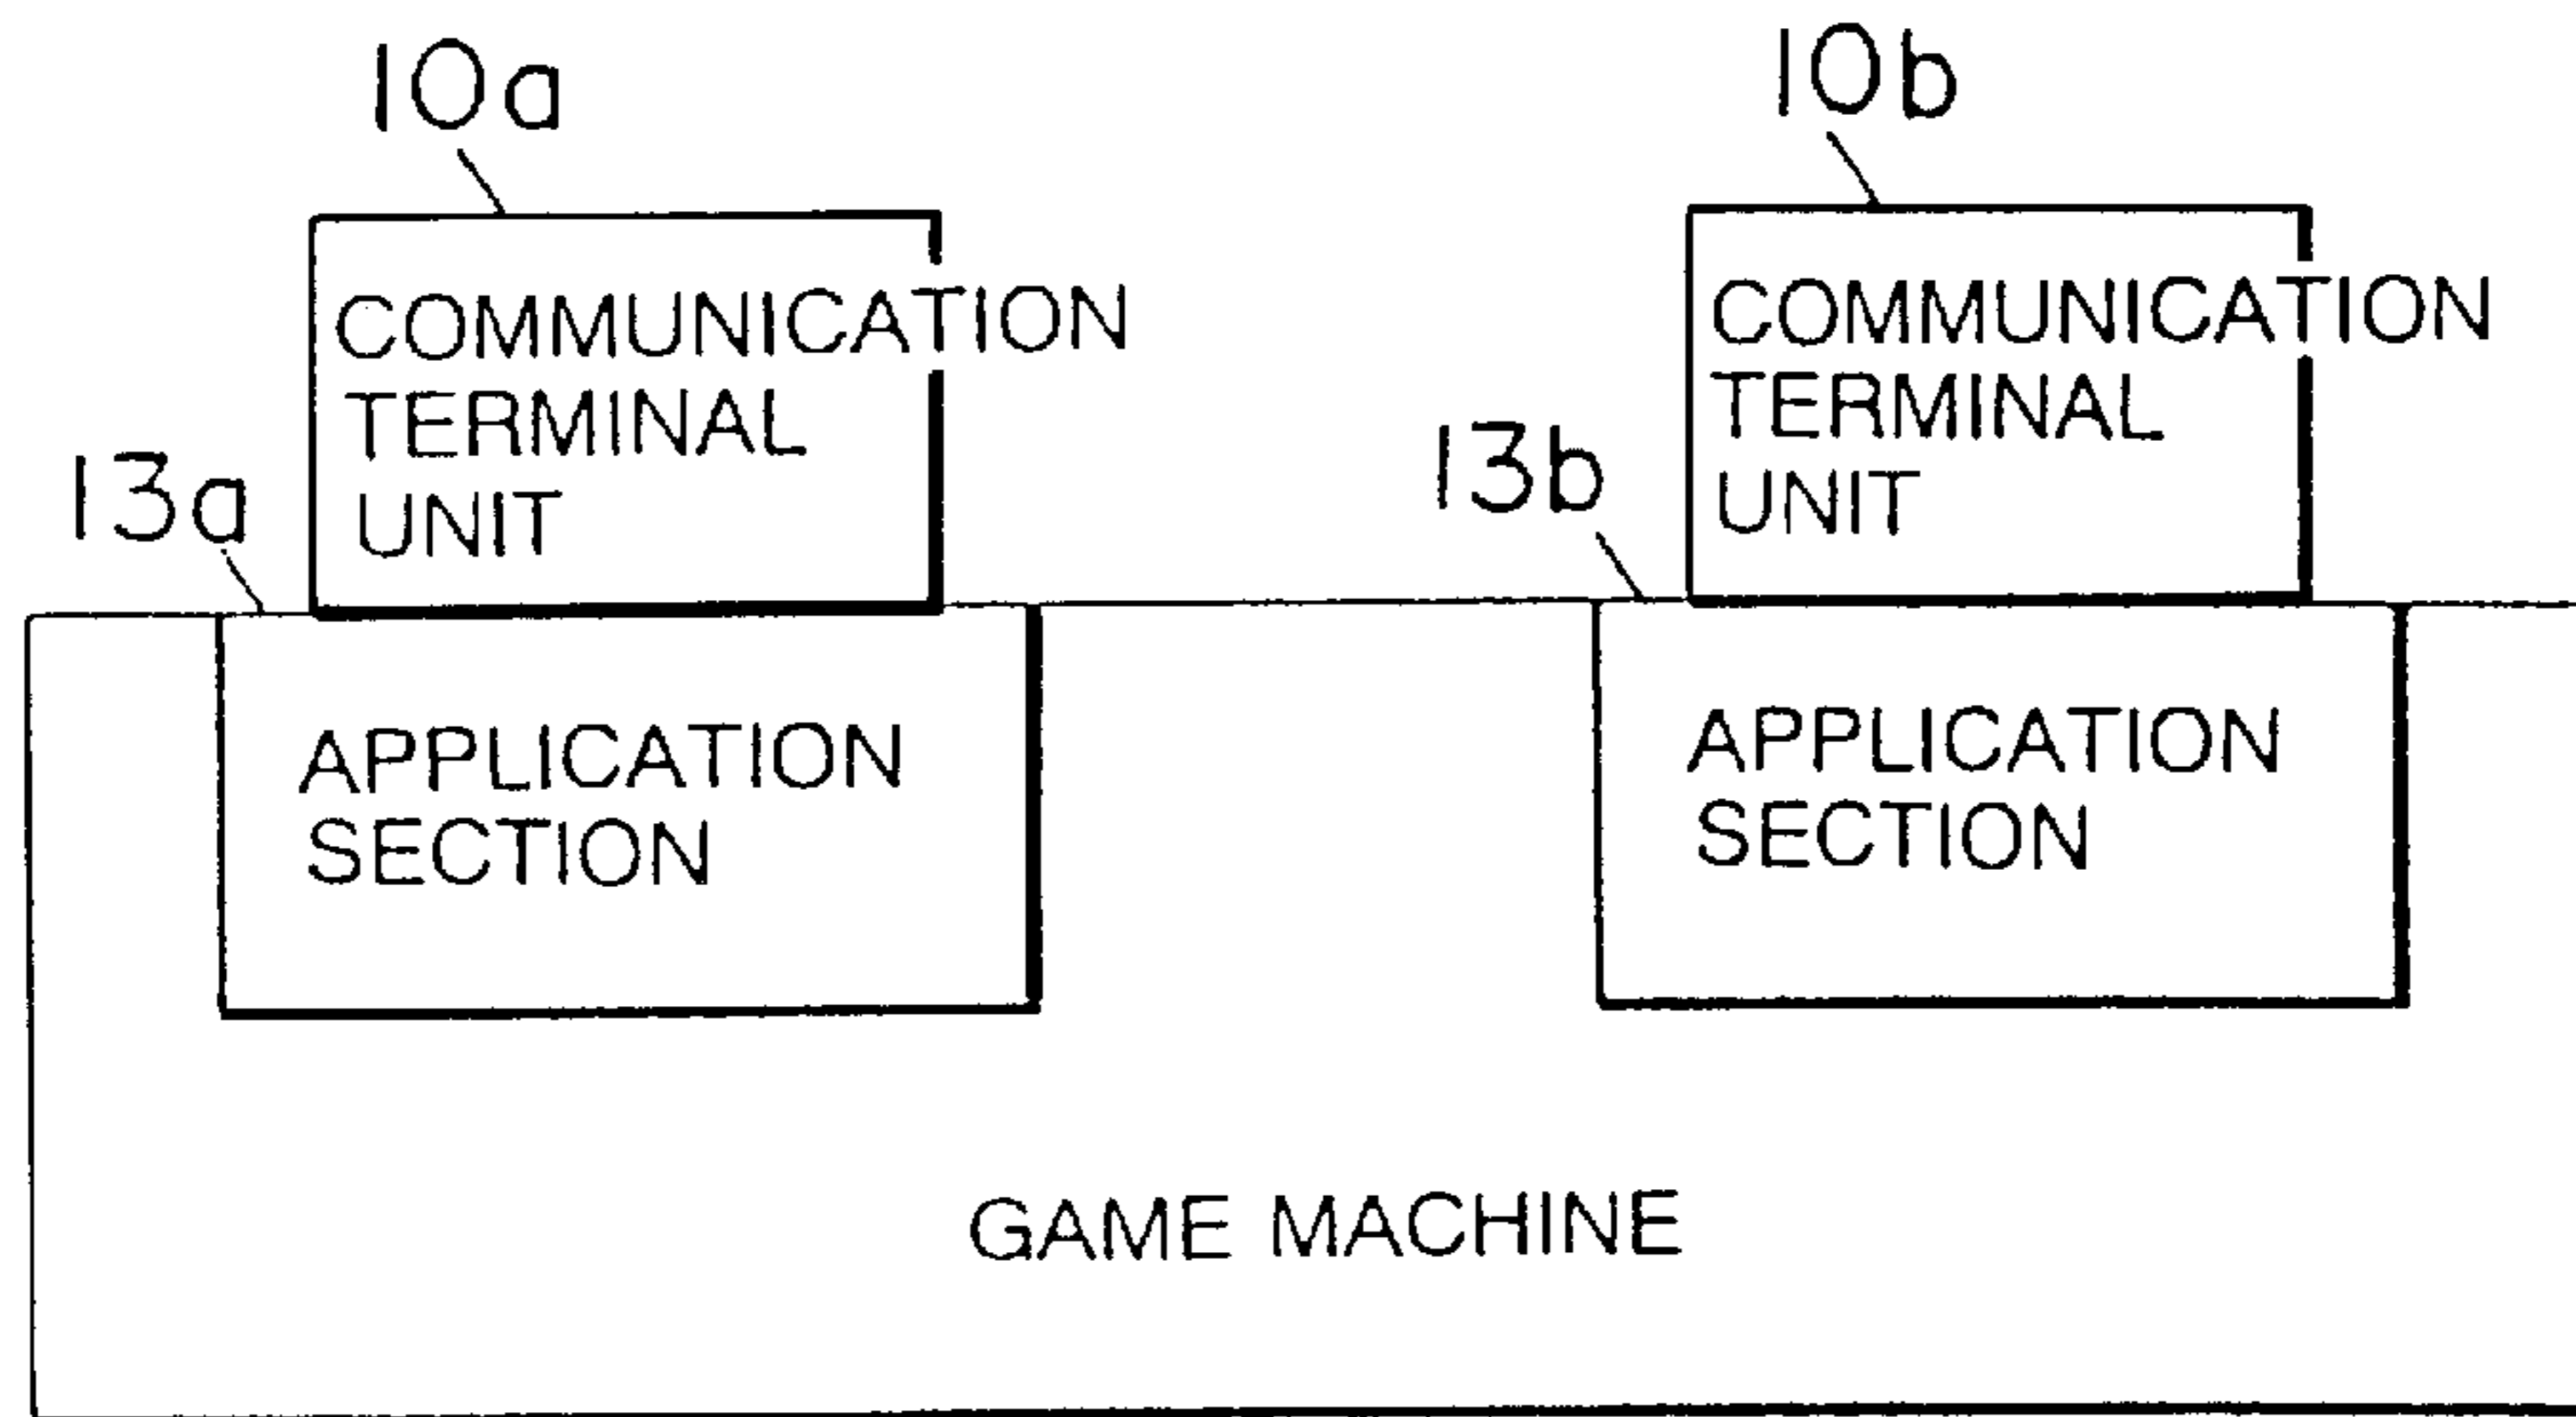 10a
10b
COMMUNICATION
TERMINAL
UNIT
COMMUNICATION
TERMINAL
UNIT
13a
13b
APPLICATION
SECTION
APPLICATION
SECTION
GAME MACHINE